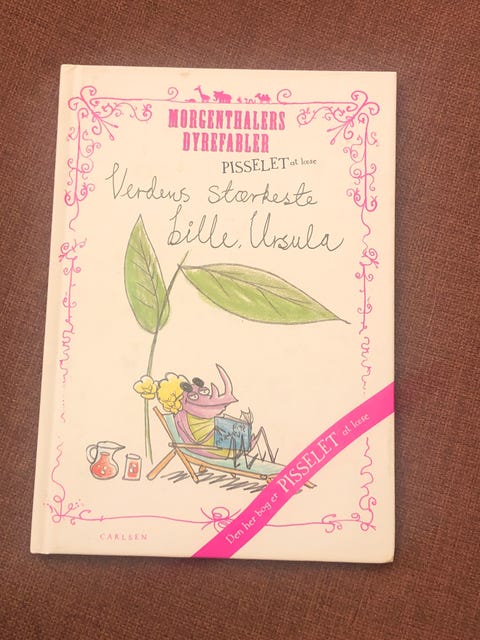 MORGENTHALERS
DYREFABLER
PISSELET at læse
Verdens stærkeste
bille, Ursula
Den her bog er PISSELET at læse
CARLSEN